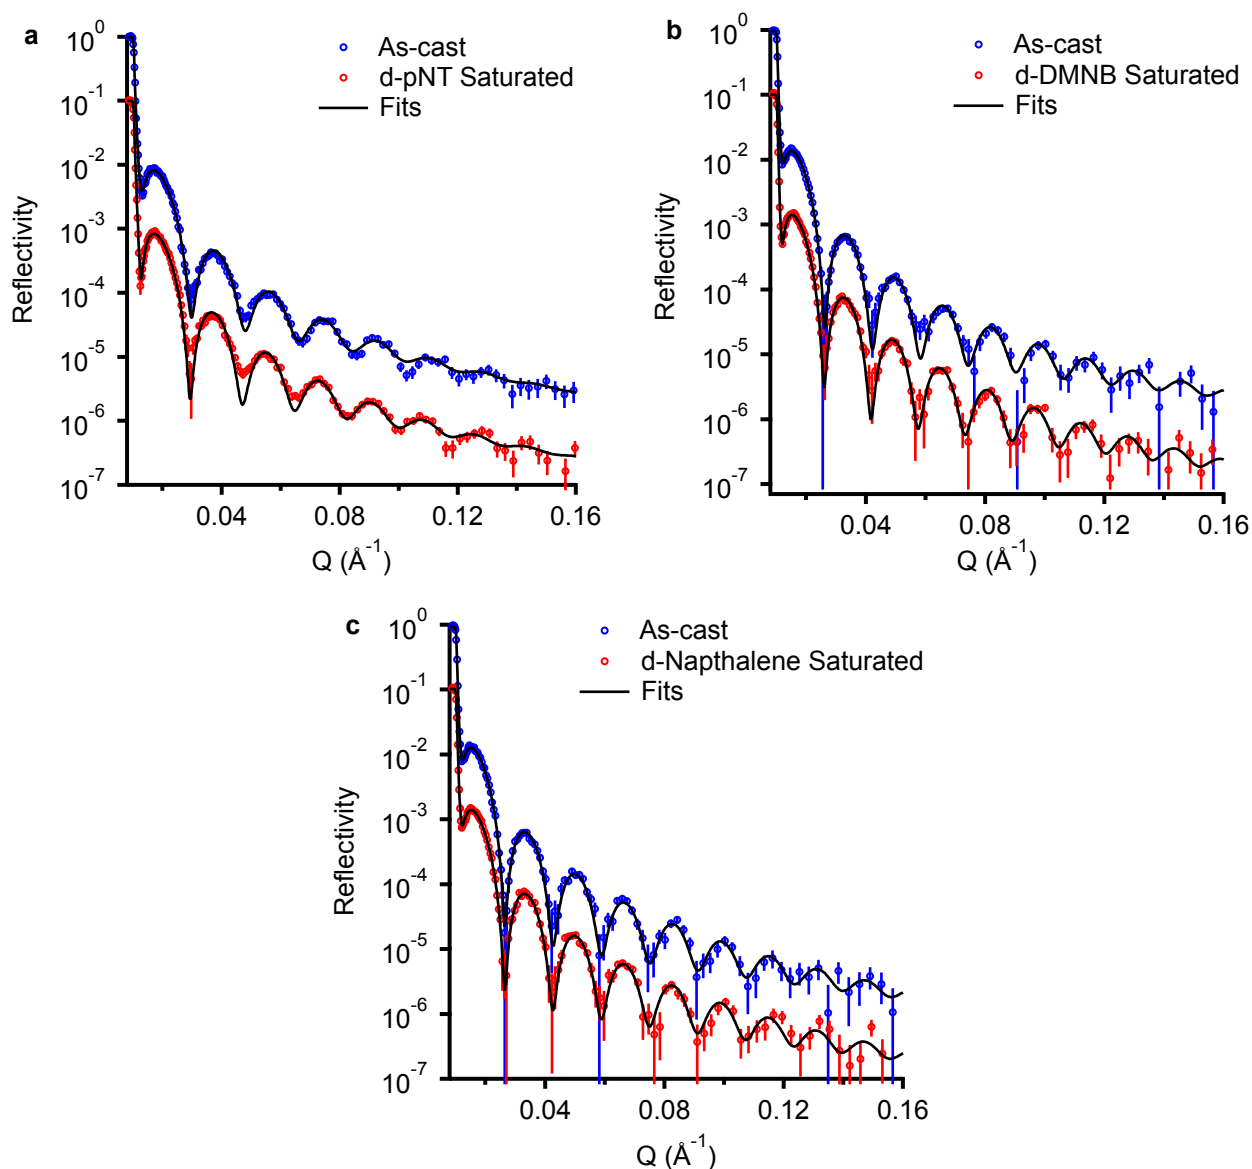 a
As-cast
d-pNT Saturated
Fits
10^0
10^-1
10^-2
10^-3
10^-4
10^-5
10^-6
10^-7
Reflectivity
0.04 0.08 0.12 0.16
Q (Å^-1)
b
As-cast
d-DMNB Saturated
Fits
10^0
10^-1
10^-2
10^-3
10^-4
10^-5
10^-6
10^-7
Reflectivity
0.04 0.08 0.12 0.16
Q (Å^-1)
c
As-cast
d-Napthalene Saturated
Fits
10^0
10^-1
10^-2
10^-3
10^-4
10^-5
10^-6
10^-7
Reflectivity
0.04 0.08 0.12 0.16
Q (Å^-1)